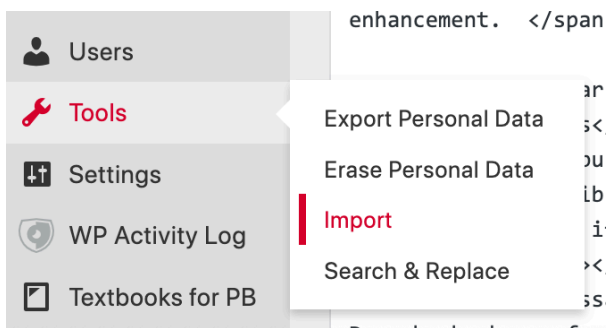 enhancement.  </span
Users
Tools
Export Personal Data
Settings
Erase Personal Data
Import
WP Activity Log
Search & Replace
Textbooks for PB